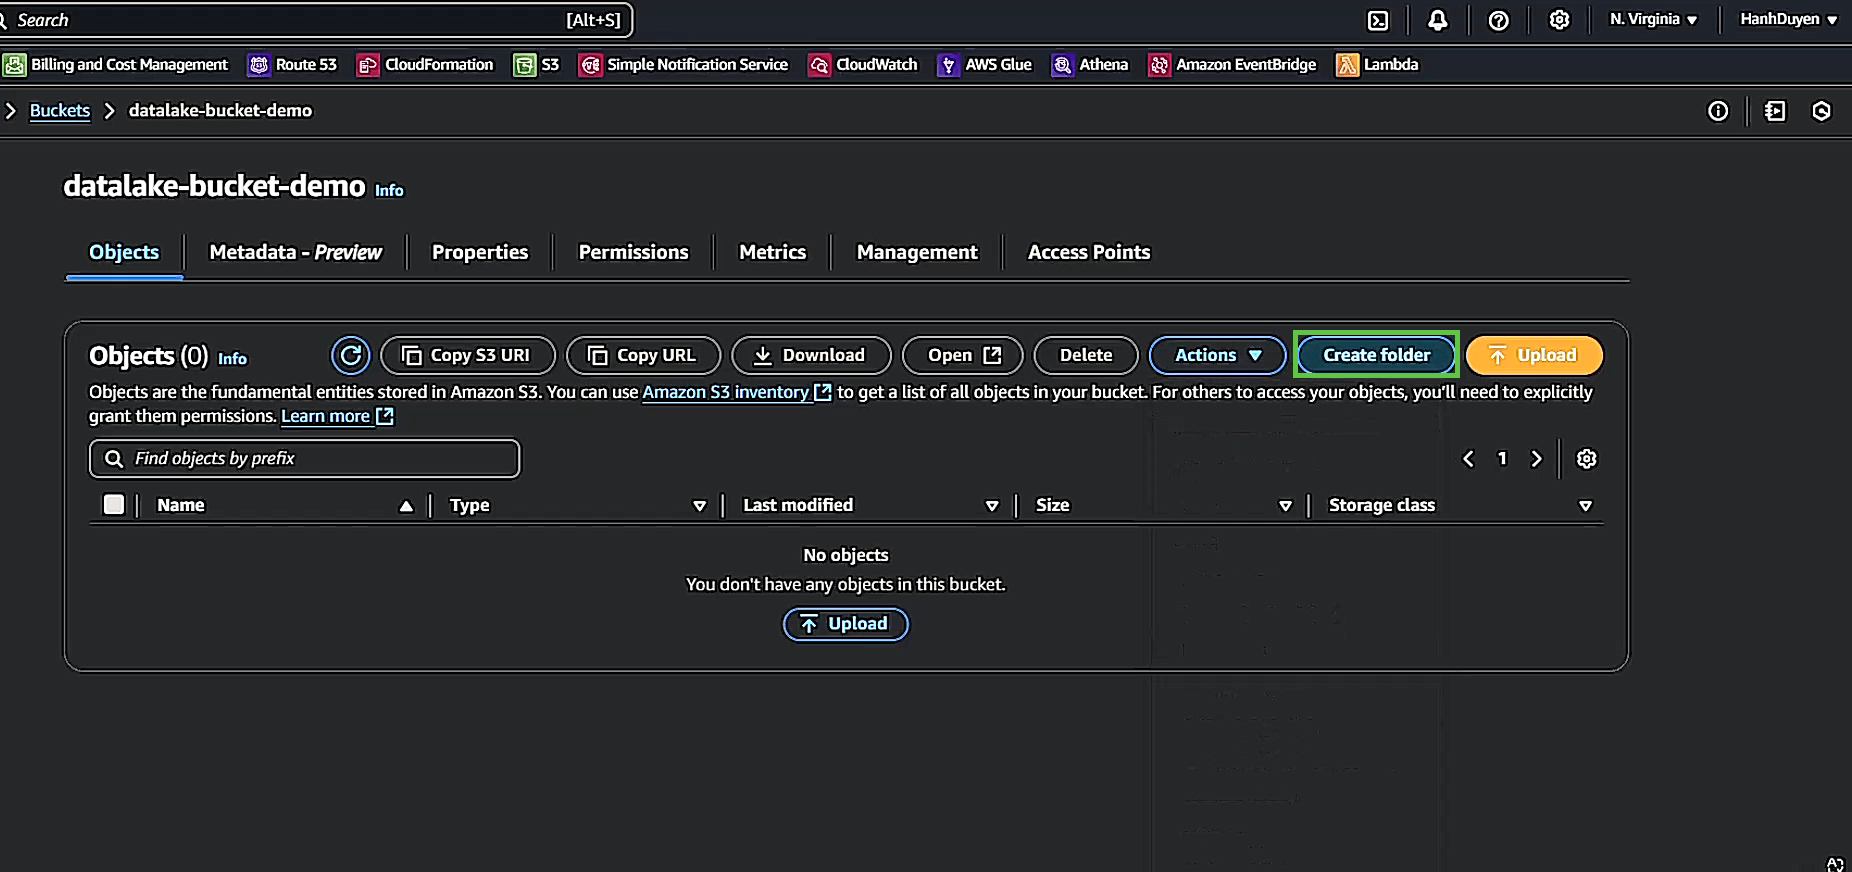 Search [Alt+S] N. Virginia HanhDuyen
Billing and Cost Management Route 53 CloudFormation S3 Simple Notification Service CloudWatch AWS Glue Athena Amazon EventBridge Lambda
Buckets datalake-bucket-demo
datalake-bucket-demo Info
Objects Metadata - Preview Properties Permissions Metrics Management Access Points
Objects (0) Info Copy S3 URI Copy URL Download Open Delete Actions Create folder Upload
Objects are the fundamental entities stored in Amazon S3. You can use Amazon S3 inventory to get a list of all objects in your bucket. For others to access your objects, you'll need to explicitly
grant them permissions. Learn more
Find objects by prefix 1
Name Type Last modified Size Storage class
No objects
You don't have any objects in this bucket.
Upload